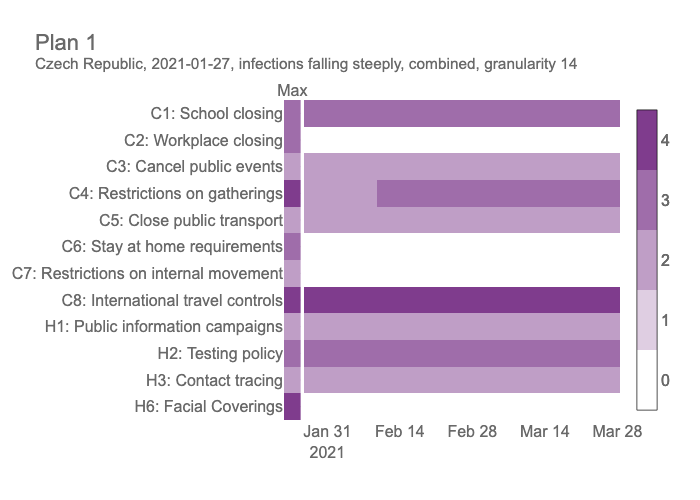 Plan 1
Czech Republic, 2021-01-27, infections falling steeply, combined, granularity 14
Max
C1: School closing
C2: Workplace closing
C3: Cancel public events
C4: Restrictions on gatherings
C5: Close public transport
C6: Stay at home requirements
C7: Restrictions on internal movement
C8: International travel controls
H1: Public information campaigns
H2: Testing policy
H3: Contact tracing
H6: Facial Coverings
4
3
2
1
0
Jan 31 Feb 14 Feb 28 Mar 14 Mar 28
2021